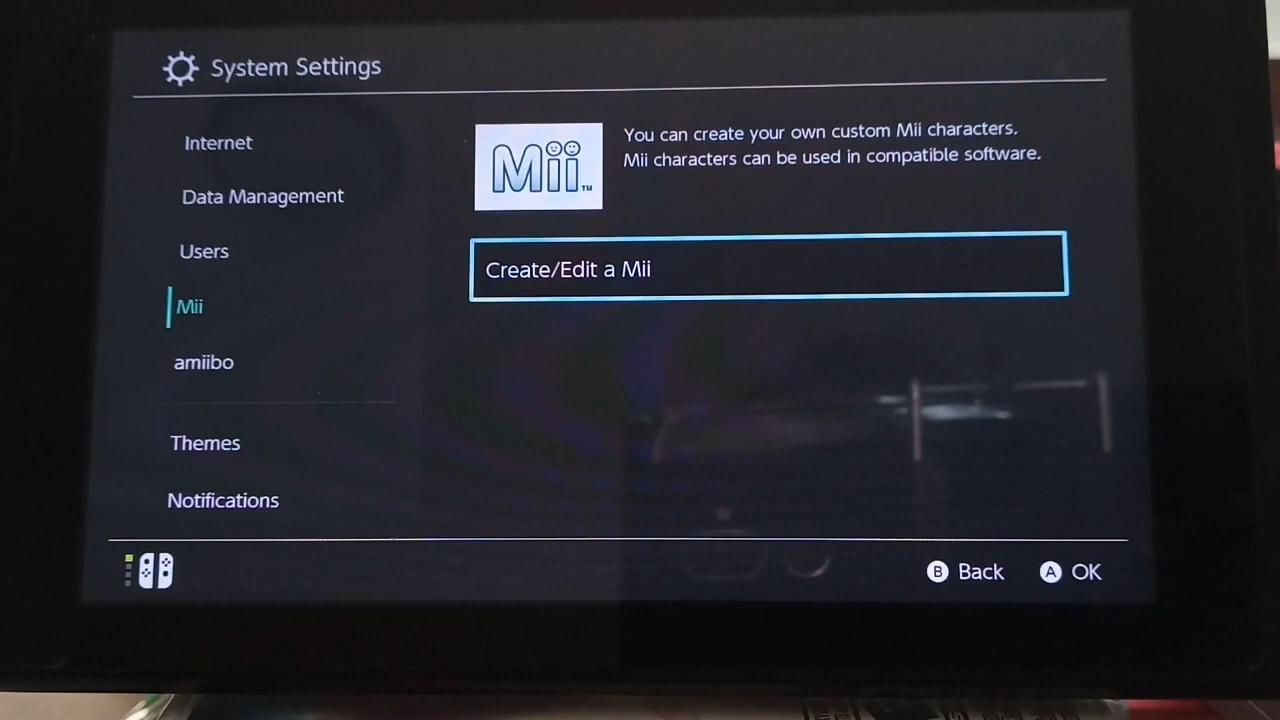 System Settings
Internet
Data Management
Users
Mii
amiibo
Themes
Notifications
Mii™
You can create your own custom Mii characters.
Mii characters can be used in compatible software.
Create/Edit a Mii
B Back
A OK